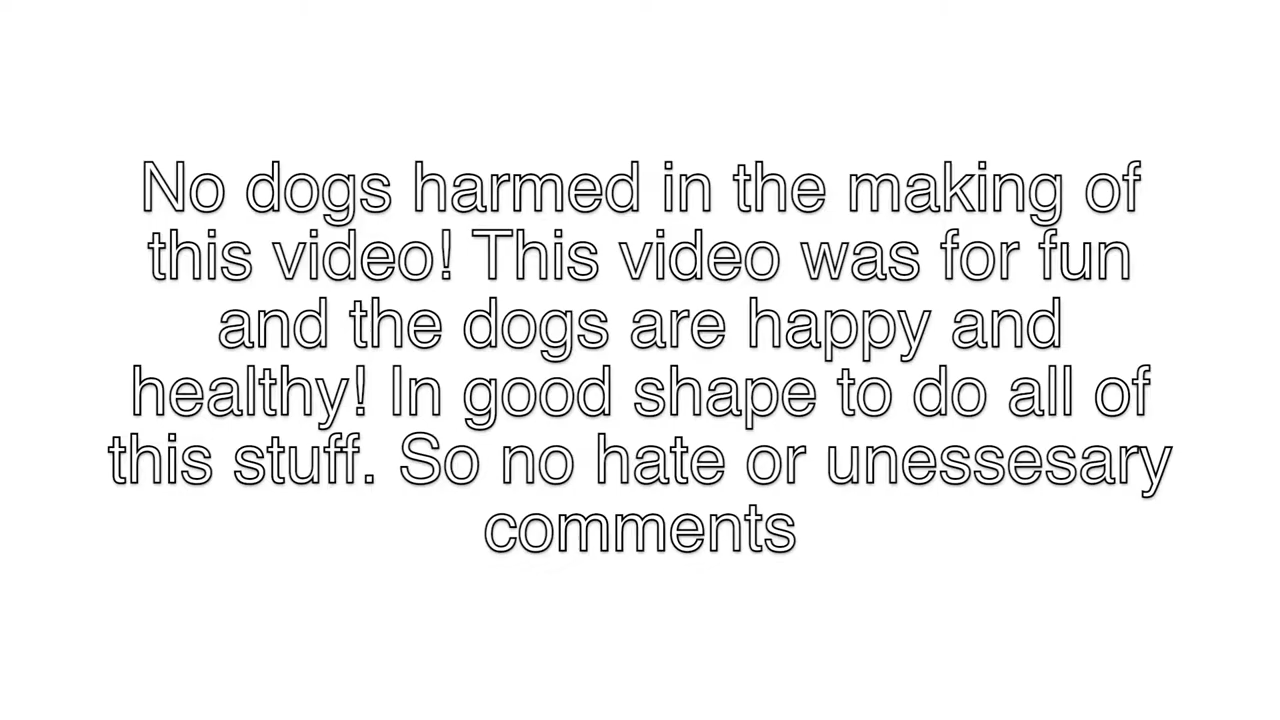 No dogs harmed in the making of
this video! This video was for fun
and the dogs are happy and
healthy! In good shape to do all of
this stuff. So no hate or unessesary
comments